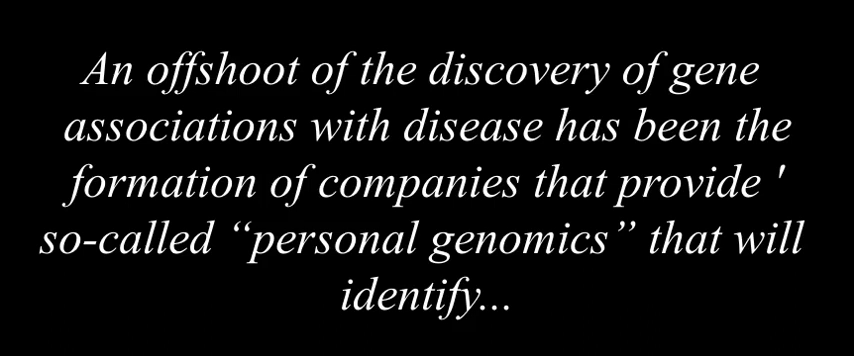 An offshoot of the discovery of gene
associations with disease has been the
formation of companies that provide '
so-called “personal genomics” that will
identify...